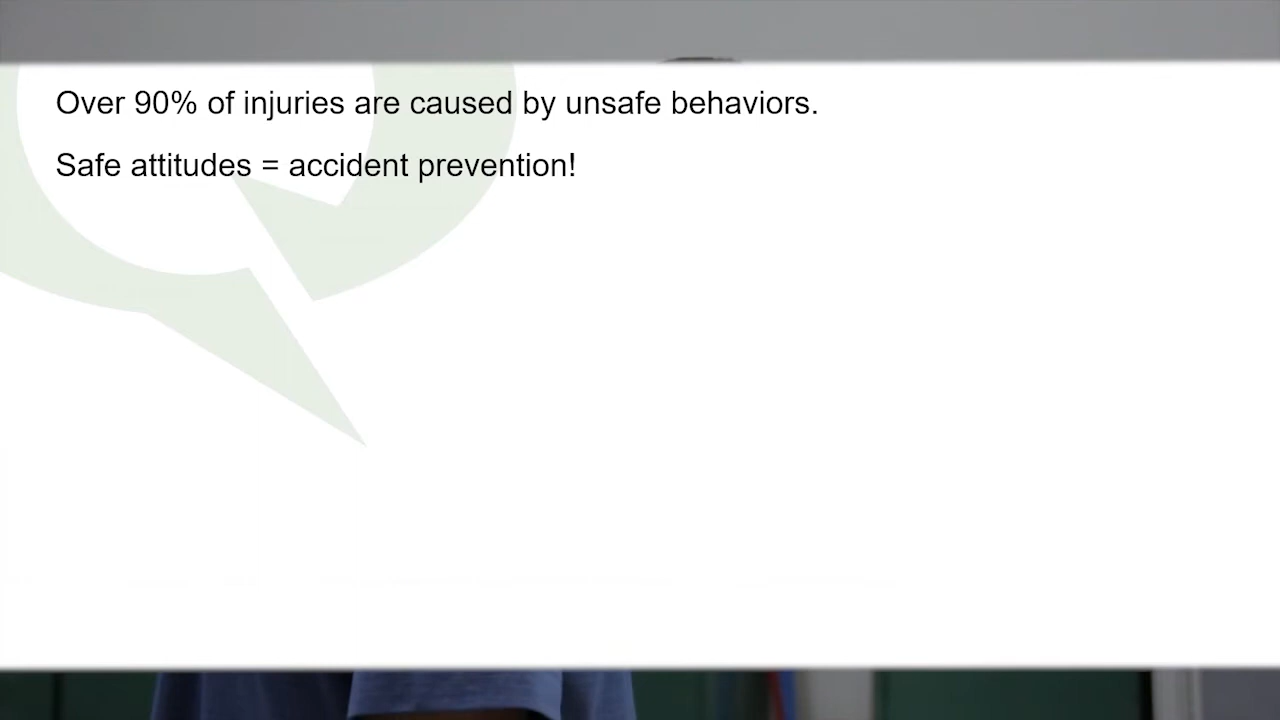 Over 90% of injuries are caused by unsafe behaviors.
Safe attitudes = accident prevention!